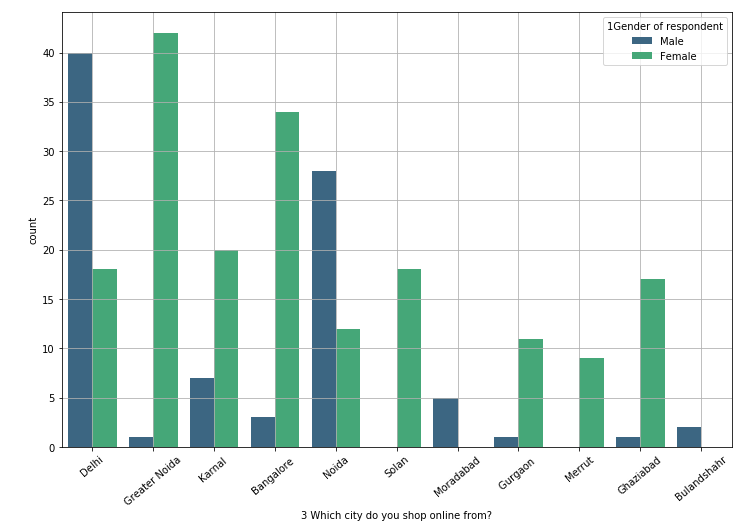 1Gender of respondent
Male
Female
count
40
35
30
25
20
15
10
5
0
Delhi
Greater Noida
Karnal
Bangalore
Noida
Solan
Moradabad
Gurgaon
Merrut
Ghaziabad
Bulandshahr
3 Which city do you shop online from?